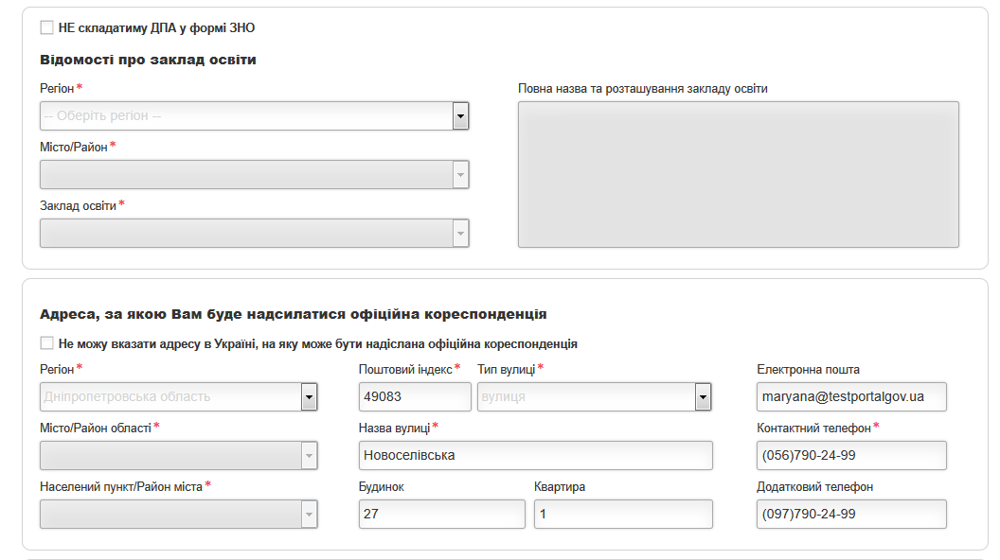 НЕ складатиму ДПА у формі ЗНО
Відомості про заклад освіти
Регіон *
-- Оберіть регіон --
Місто/Район *
Заклад освіти *
Повна назва та розташування закладу освіти
Адреса, за якою Вам буде надсилатися офіційна кореспонденція
Не можу вказати адресу в Україні, на яку може бути надіслана офіційна кореспонденція
Регіон * Поштовий індекс * Тип вулиці * Електронна пошта
Дніпропетровська область 49083 вулиця maryana@testportalgov.ua
Місто/Район області * Назва вулиці * Контактний телефон *
Новоселівська (056)790-24-99
Населений пункт/Район міста * Будинок Квартира Додатковий телефон
27 1 (097)790-24-99